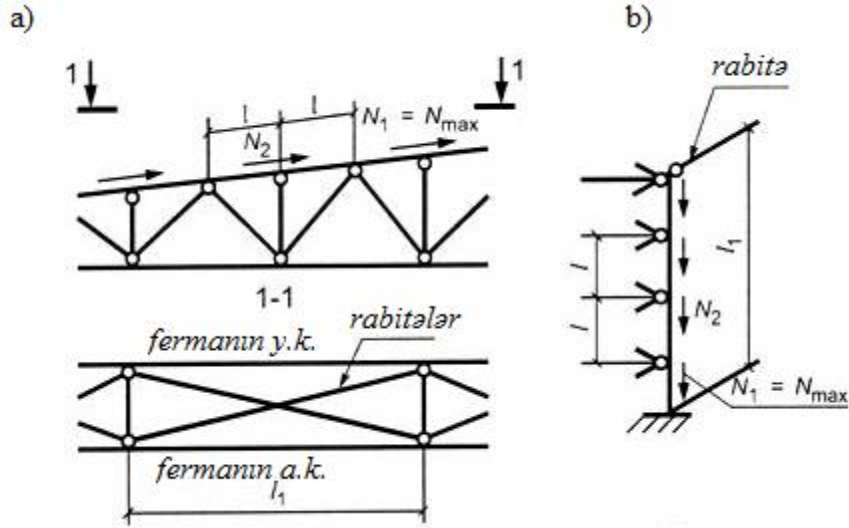 a)
1
1
l
l
N₁ = Nmax
N₂
1-1
fermanın y.k.
rabitələr
fermanın a.k.
l₁
b)
rabitə
l
l
l₁
N₂
N₁ = Nmax